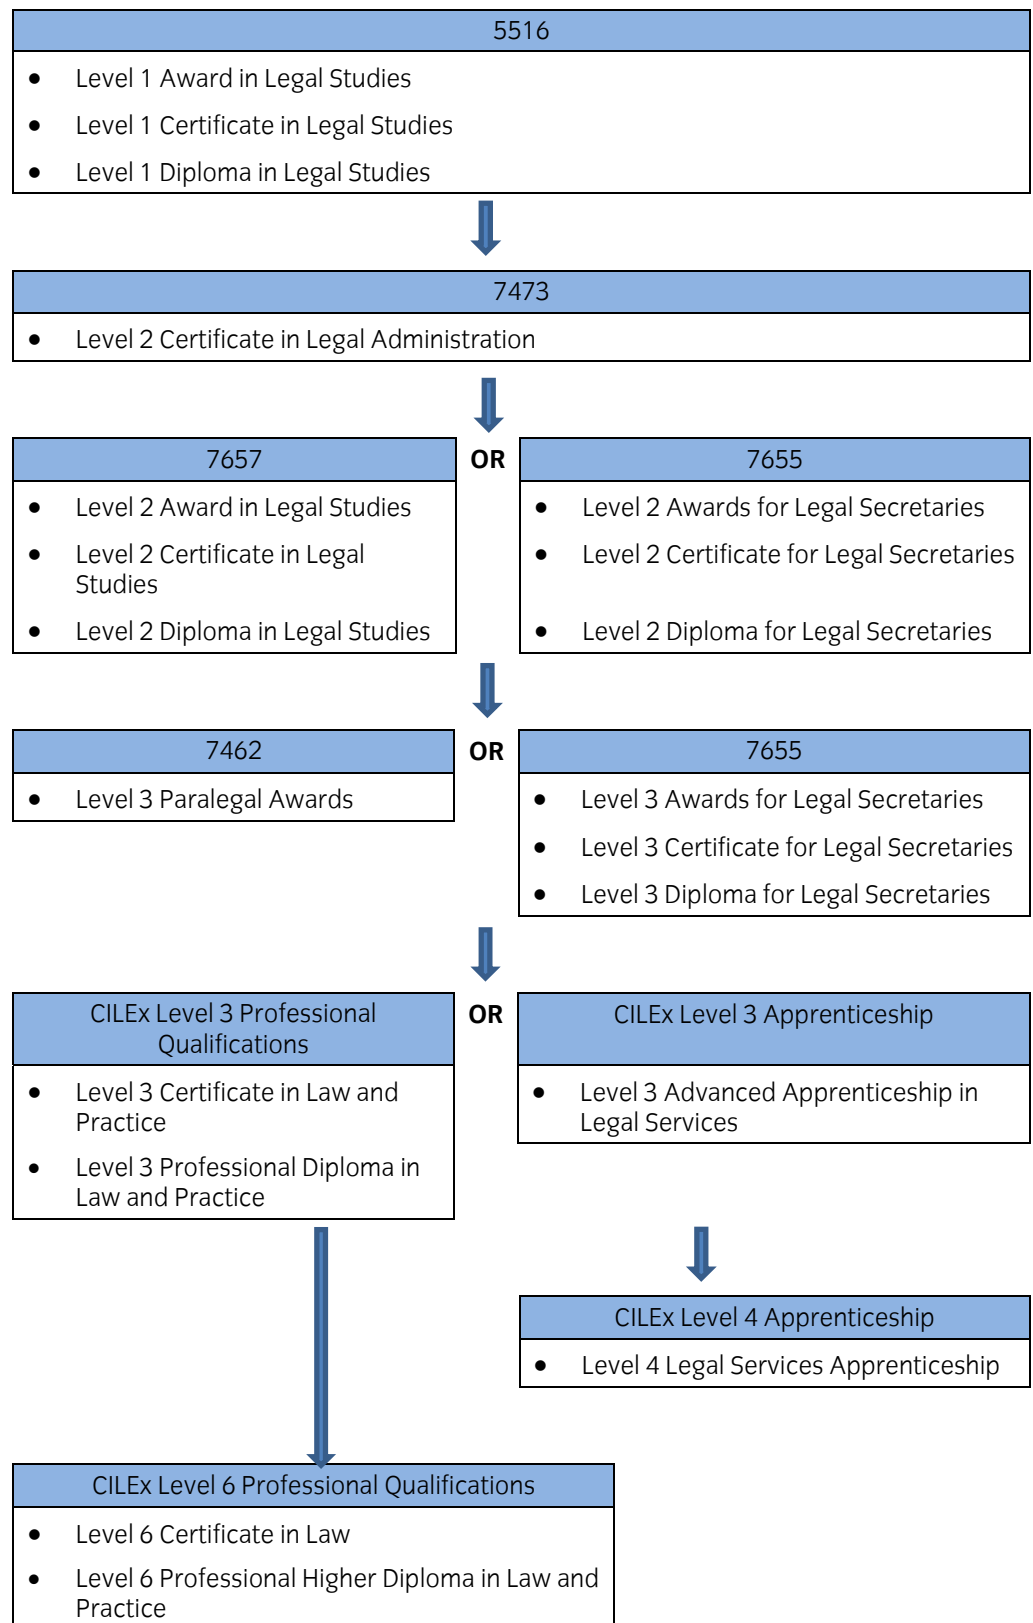 5516
• Level 1 Award in Legal Studies
• Level 1 Certificate in Legal Studies
• Level 1 Diploma in Legal Studies
7473
• Level 2 Certificate in Legal Administration
7657
• Level 2 Award in Legal Studies
• Level 2 Certificate in Legal
Studies
• Level 2 Diploma in Legal Studies
OR
7655
• Level 2 Awards for Legal Secretaries
• Level 2 Certificate for Legal Secretaries
• Level 2 Diploma for Legal Secretaries
7462
• Level 3 Paralegal Awards
OR
7655
• Level 3 Awards for Legal Secretaries
• Level 3 Certificate for Legal Secretaries
• Level 3 Diploma for Legal Secretaries
CILEx Level 3 Professional
Qualifications
• Level 3 Certificate in Law and
Practice
• Level 3 Professional Diploma in
Law and Practice
OR
CILEx Level 3 Apprenticeship
• Level 3 Advanced Apprenticeship in
Legal Services
CILEx Level 4 Apprenticeship
• Level 4 Legal Services Apprenticeship
CILEx Level 6 Professional Qualifications
• Level 6 Certificate in Law
• Level 6 Professional Higher Diploma in Law and
Practice